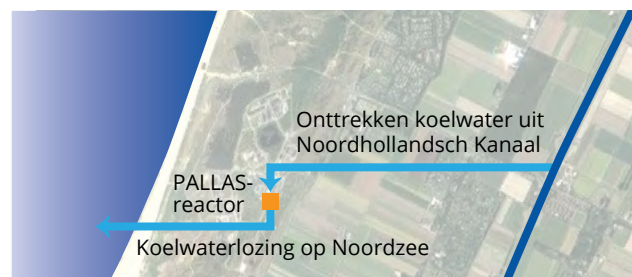 Onttrekken koelwater uit
Noordhollandsch Kanaal
PALLAS-
reactor
Koelwaterlozing op Noordzee